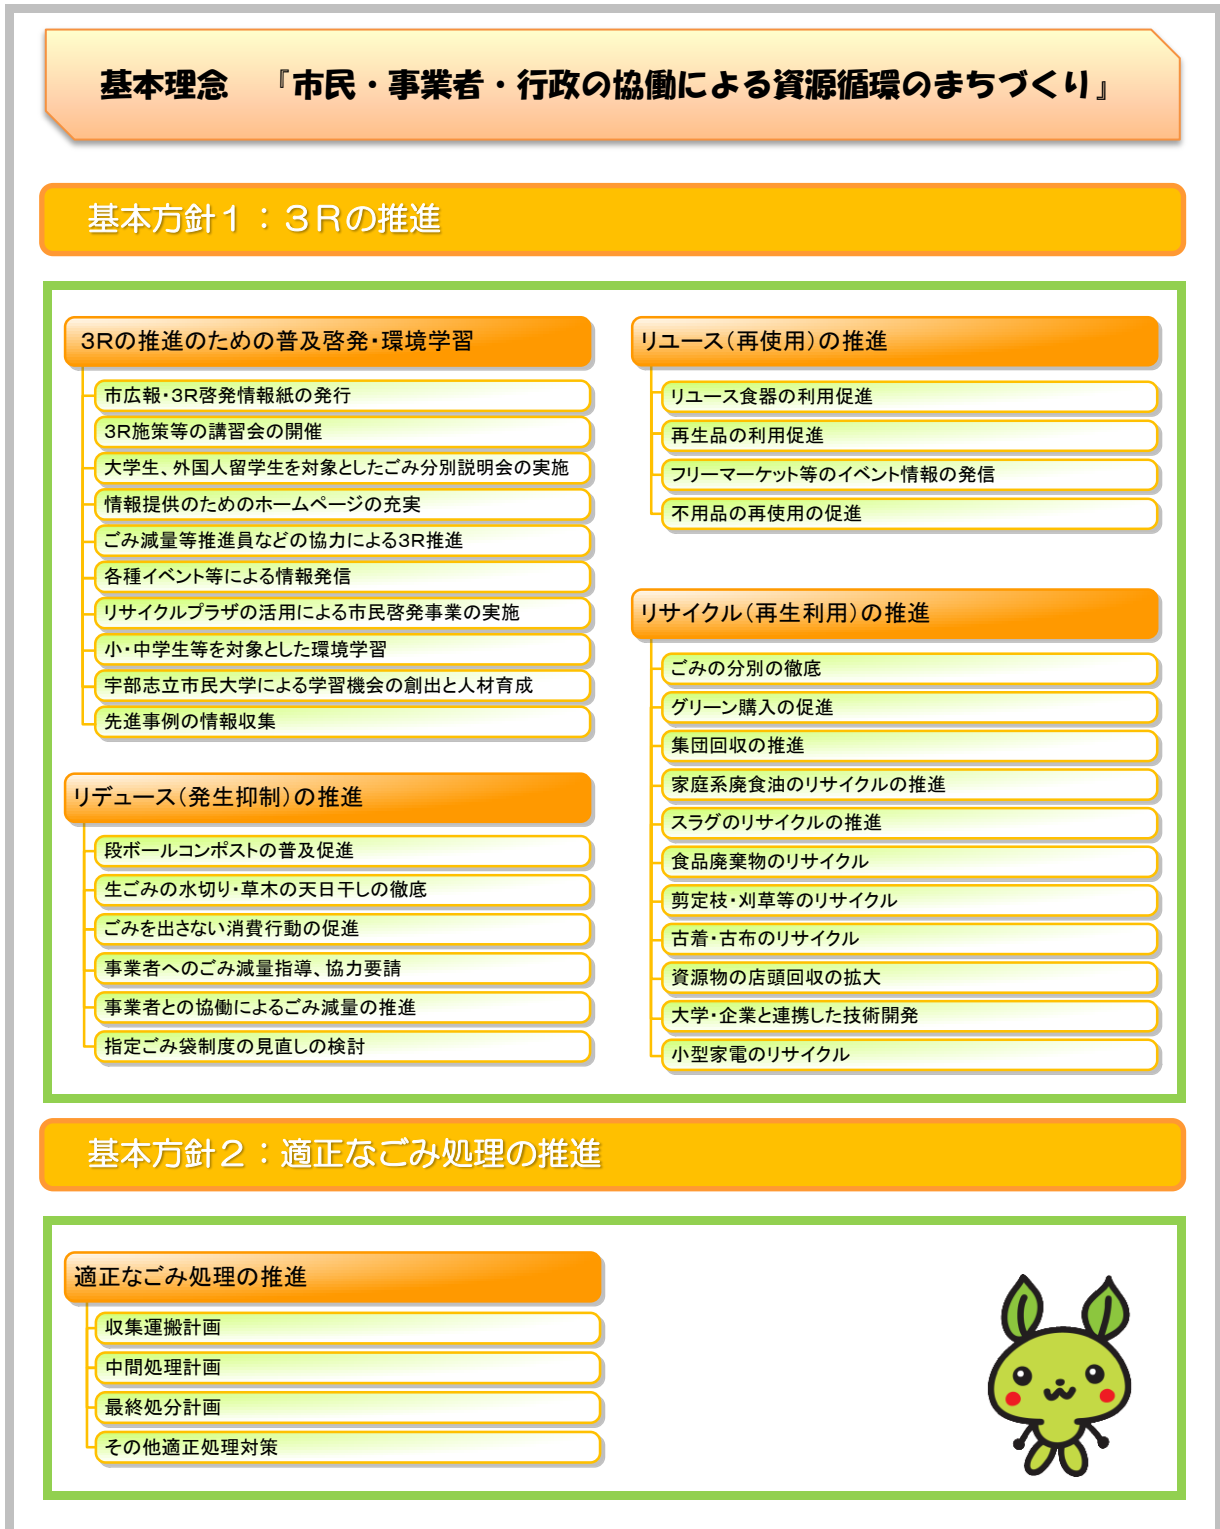 基本理念　『市民・事業者・行政の協働による資源循環のまちづくり』
基本方針１：３Ｒの推進
3Rの推進のための普及啓発・環境学習
市広報・3R啓発情報紙の発行
3R施策等の講習会の開催
大学生、外国人留学生を対象としたごみ分別説明会の実施
情報提供のためのホームページの充実
ごみ減量等推進員などの協力による3R推進
各種イベント等による情報発信
リサイクルプラザの活用による市民啓発事業の実施
小・中学生等を対象とした環境学習
宇部志立市民大学による学習機会の創出と人材育成
先進事例の情報収集
リデュース（発生抑制）の推進
段ボールコンポストの普及促進
生ごみの水切り・草木の天日干しの徹底
ごみを出さない消費行動の促進
事業者へのごみ減量指導、協力要請
事業者との協働によるごみ減量の推進
指定ごみ袋制度の見直しの検討
リユース（再使用）の推進
リユース食器の利用促進
再生品の利用促進
フリーマーケット等のイベント情報の発信
不用品の再使用の促進
リサイクル（再生利用）の推進
ごみの分別の徹底
グリーン購入の促進
集団回収の推進
家庭系廃食油のリサイクルの推進
スラグのリサイクルの推進
食品廃棄物のリサイクル
剪定枝・刈草等のリサイクル
古着・古布のリサイクル
資源物の店頭回収の拡大
大学・企業と連携した技術開発
小型家電のリサイクル
基本方針２：適正なごみ処理の推進
適正なごみ処理の推進
収集運搬計画
中間処理計画
最終処分計画
その他適正処理対策